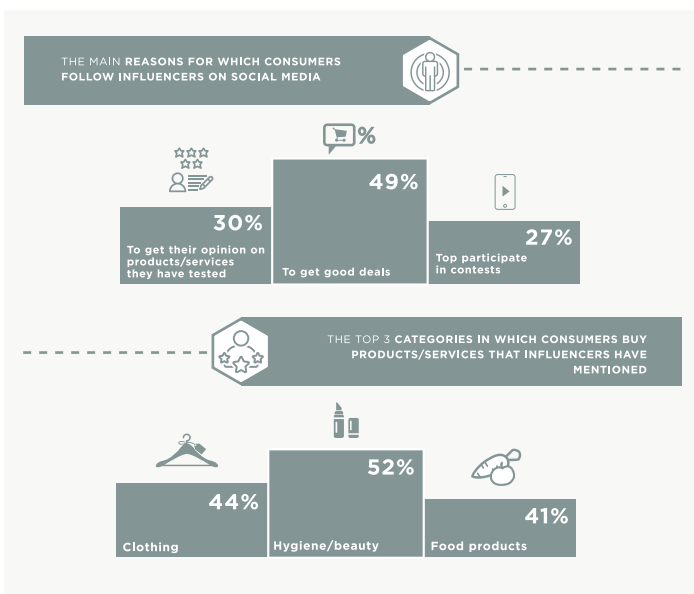 THE MAIN REASONS FOR WHICH CONSUMERS
FOLLOW INFLUENCERS ON SOCIAL MEDIA
%
49%
30%
27%
To get their opinion on
products/services
they have tested
To get good deals
Top participate
in contests
THE TOP 3 CATEGORIES IN WHICH CONSUMERS BUY
PRODUCTS/SERVICES THAT INFLUENCERS HAVE
MENTIONED
52%
44%
41%
Clothing
Hygiene/beauty
Food products